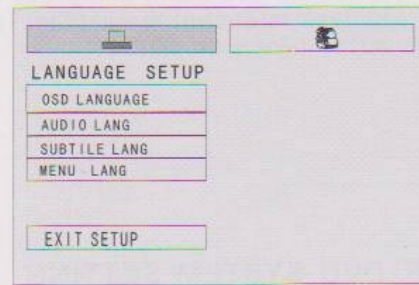 LANGUAGE SETUP
OSD LANGUAGE
AUDIO LANG
SUBTILE LANG
MENU LANG
EXIT SETUP